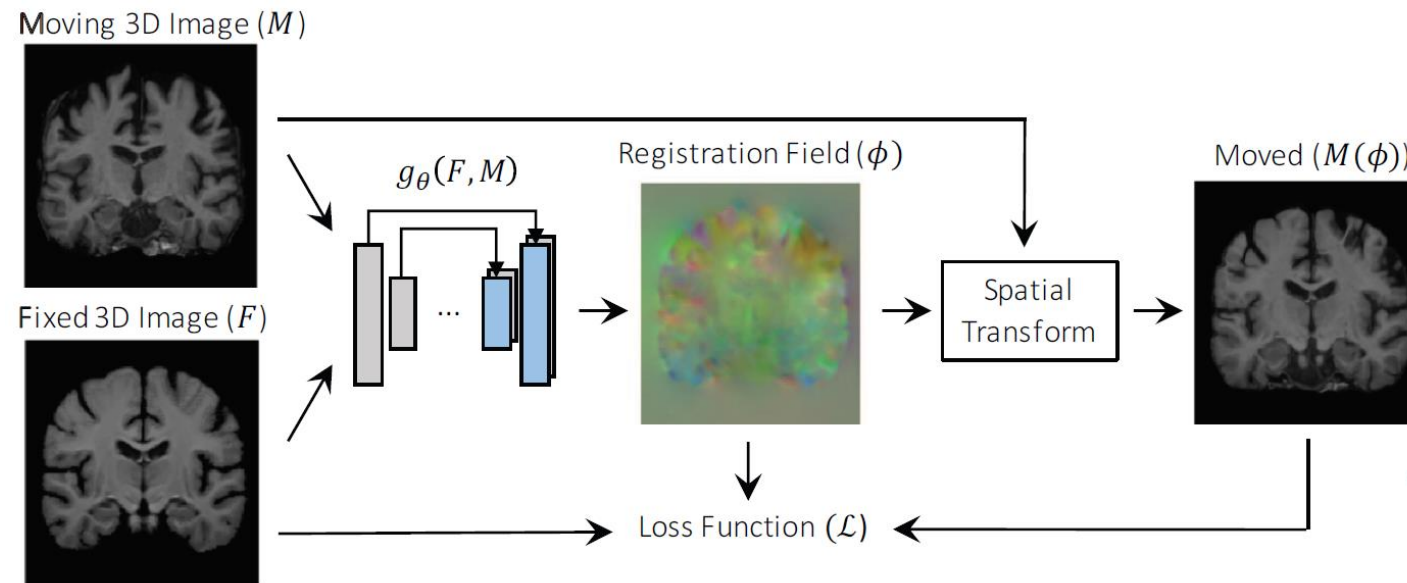 Moving 3D Image (M)
g_θ(F, M)
Registration Field (ϕ)
Moved (M(ϕ))
...
Spatial
Transform
Fixed 3D Image (F)
Loss Function (ℒ)